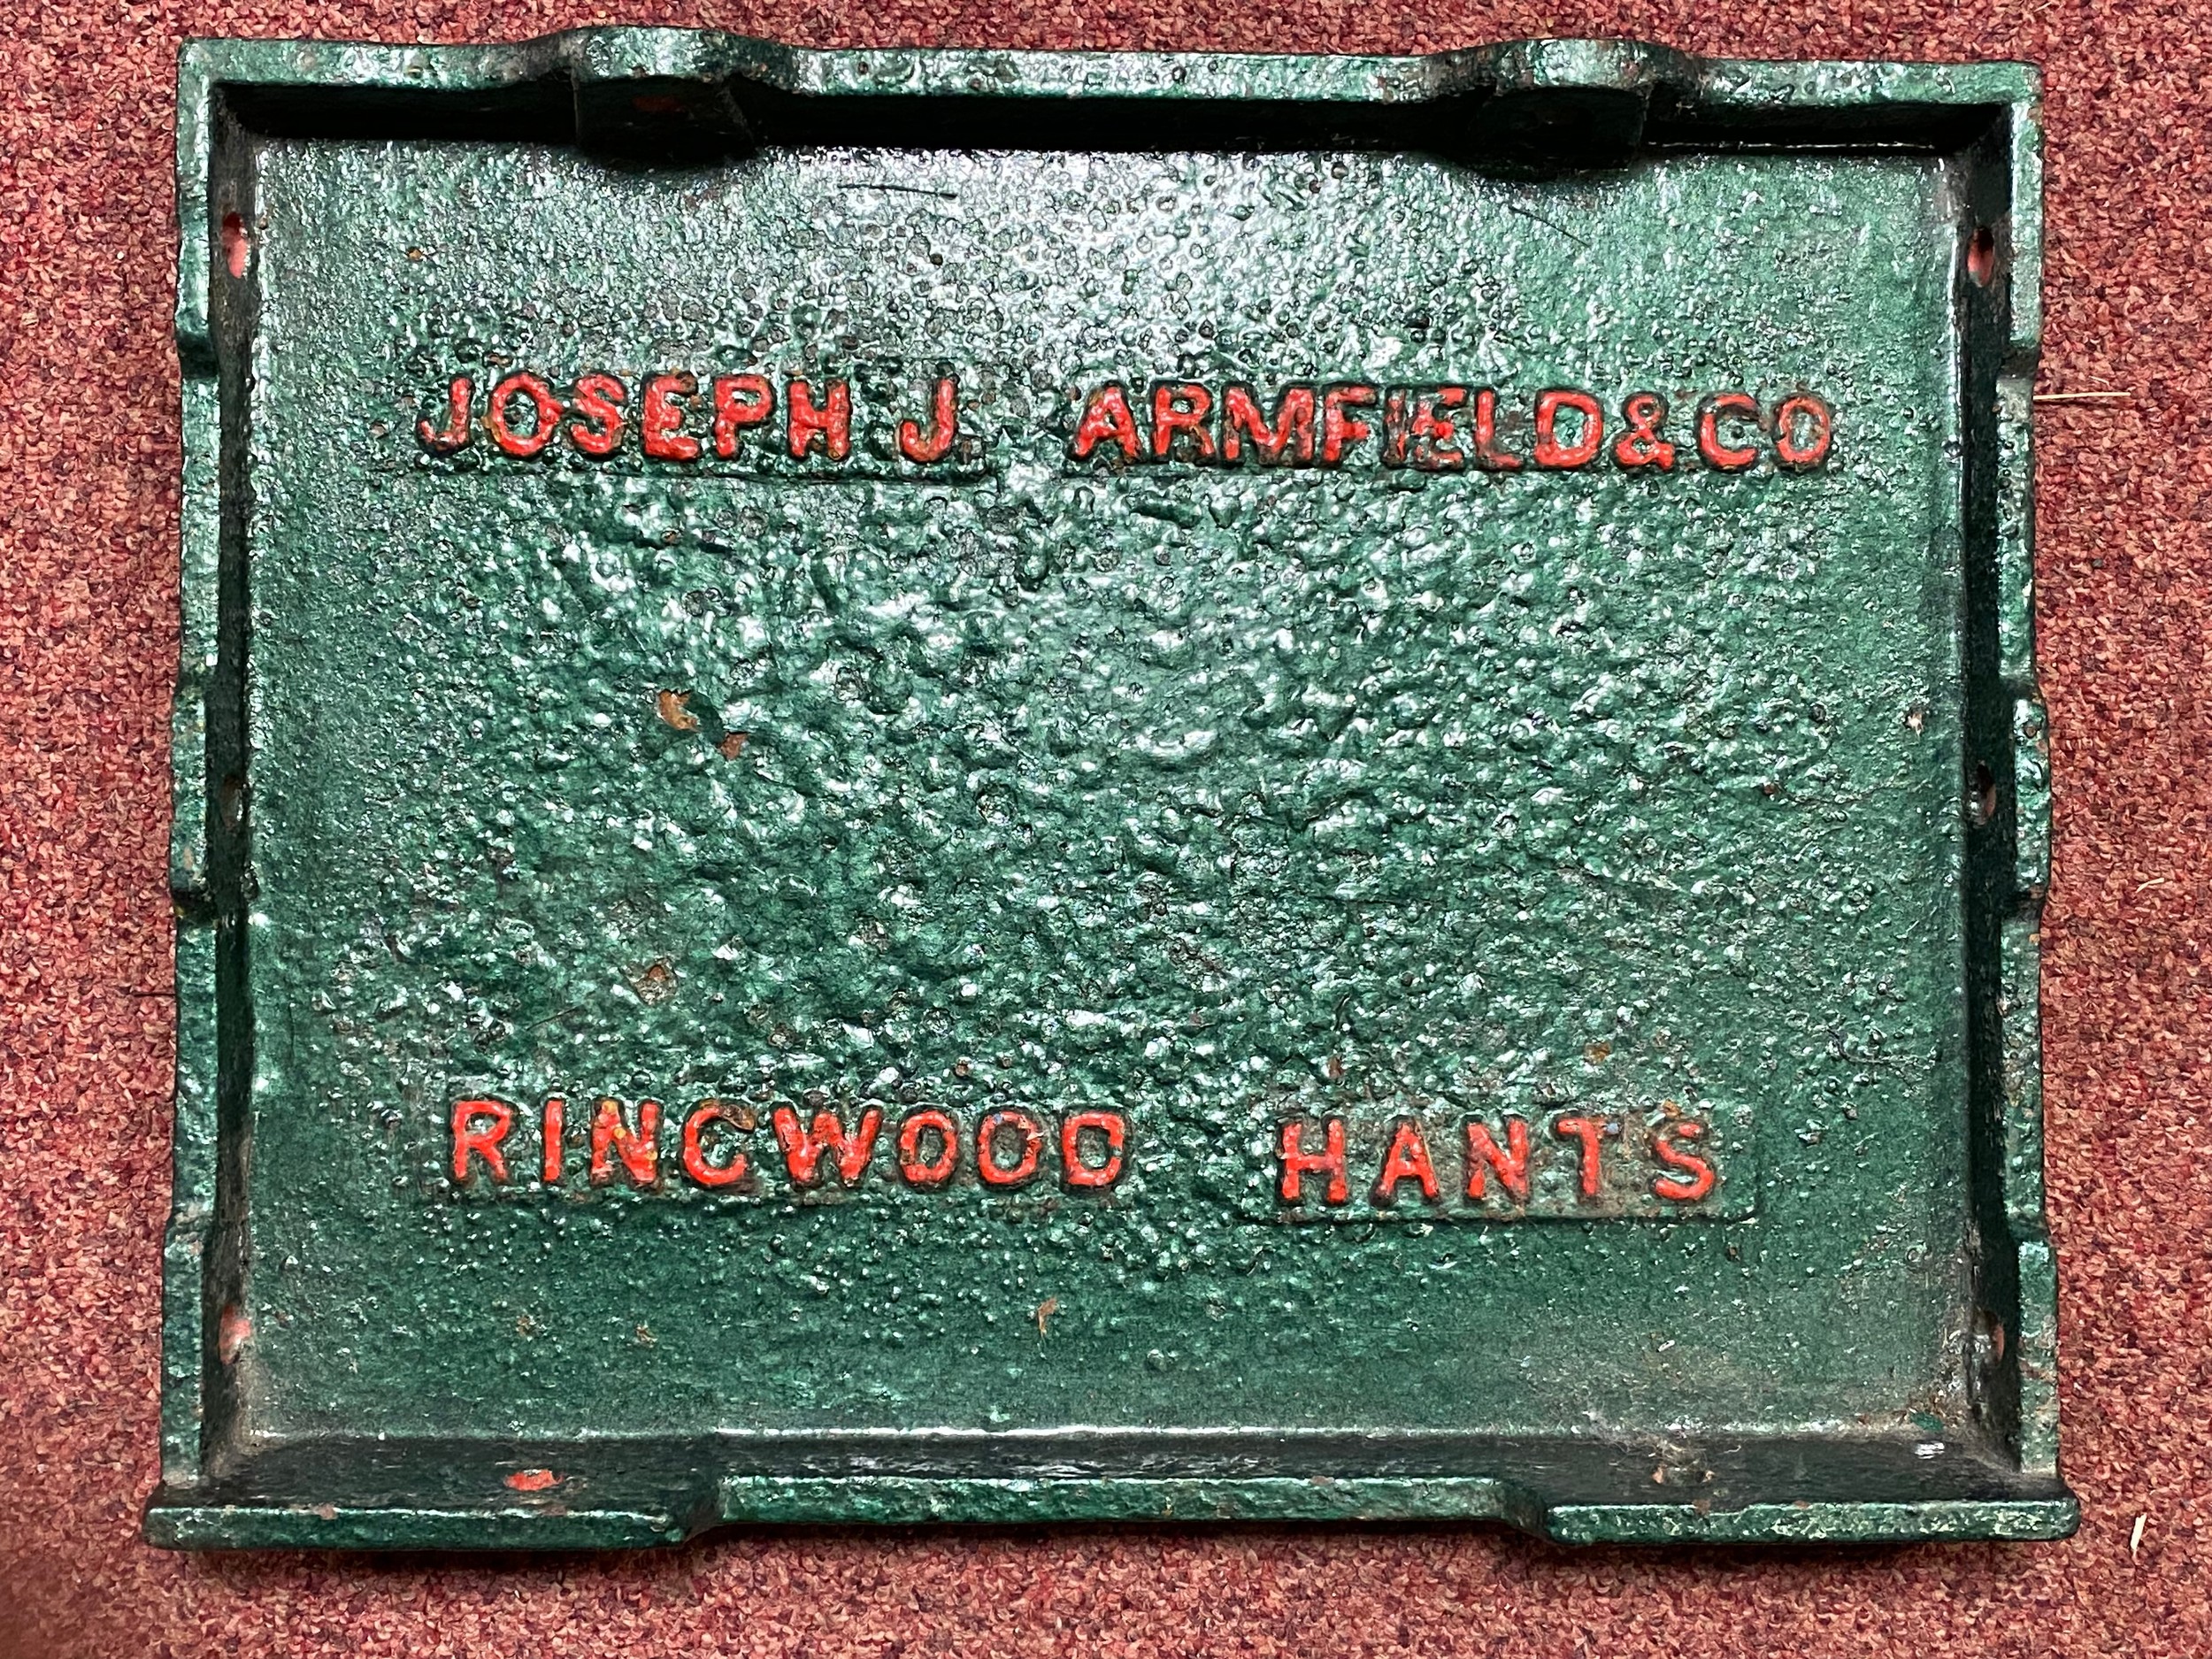 JOSEPH J ARMFIELD & CO
RINGWOOD HANTS